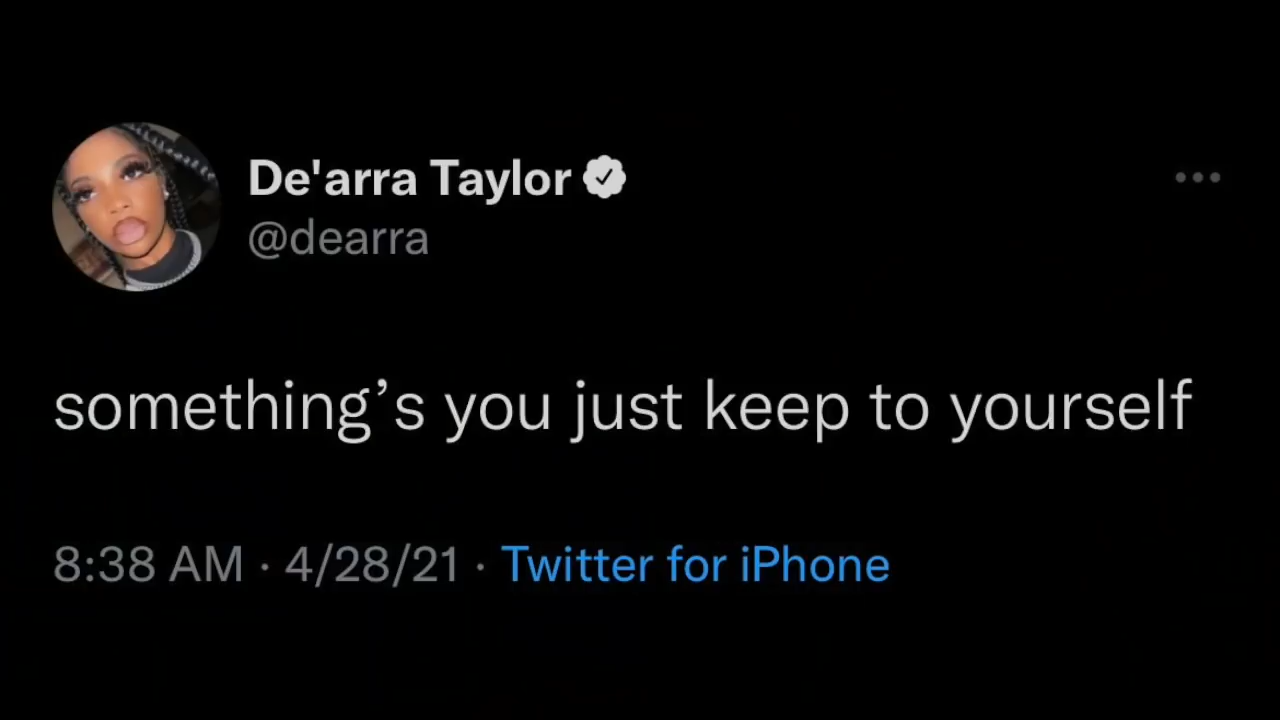 De'arra Taylor
@dearra
something’s you just keep to yourself
8:38 AM · 4/28/21 · Twitter for iPhone